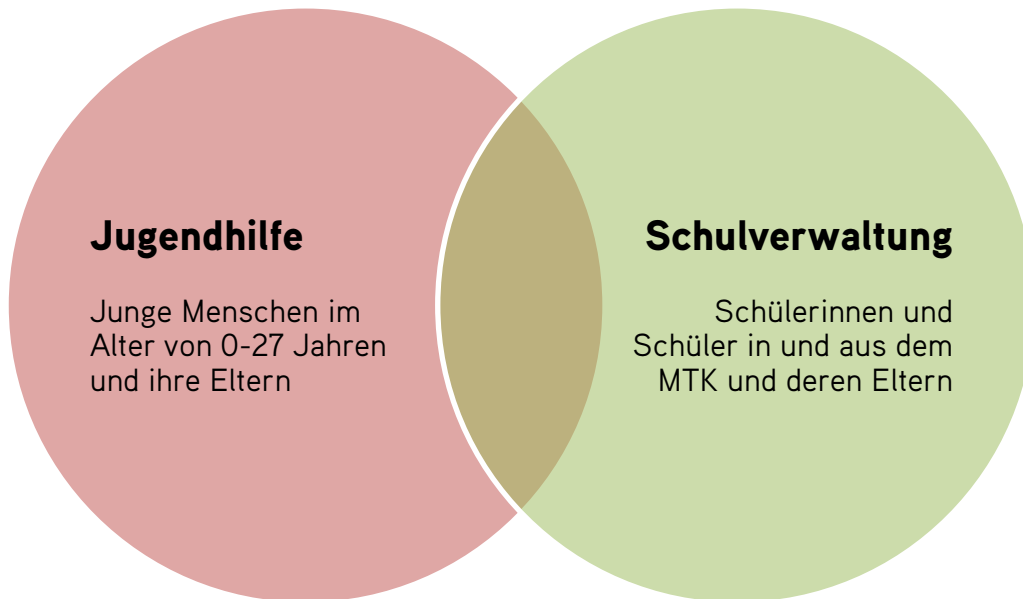 Jugendhilfe
Junge Menschen im
Alter von 0-27 Jahren
und ihre Eltern
Schulverwaltung
Schülerinnen und
Schüler in und aus dem
MTK und deren Eltern